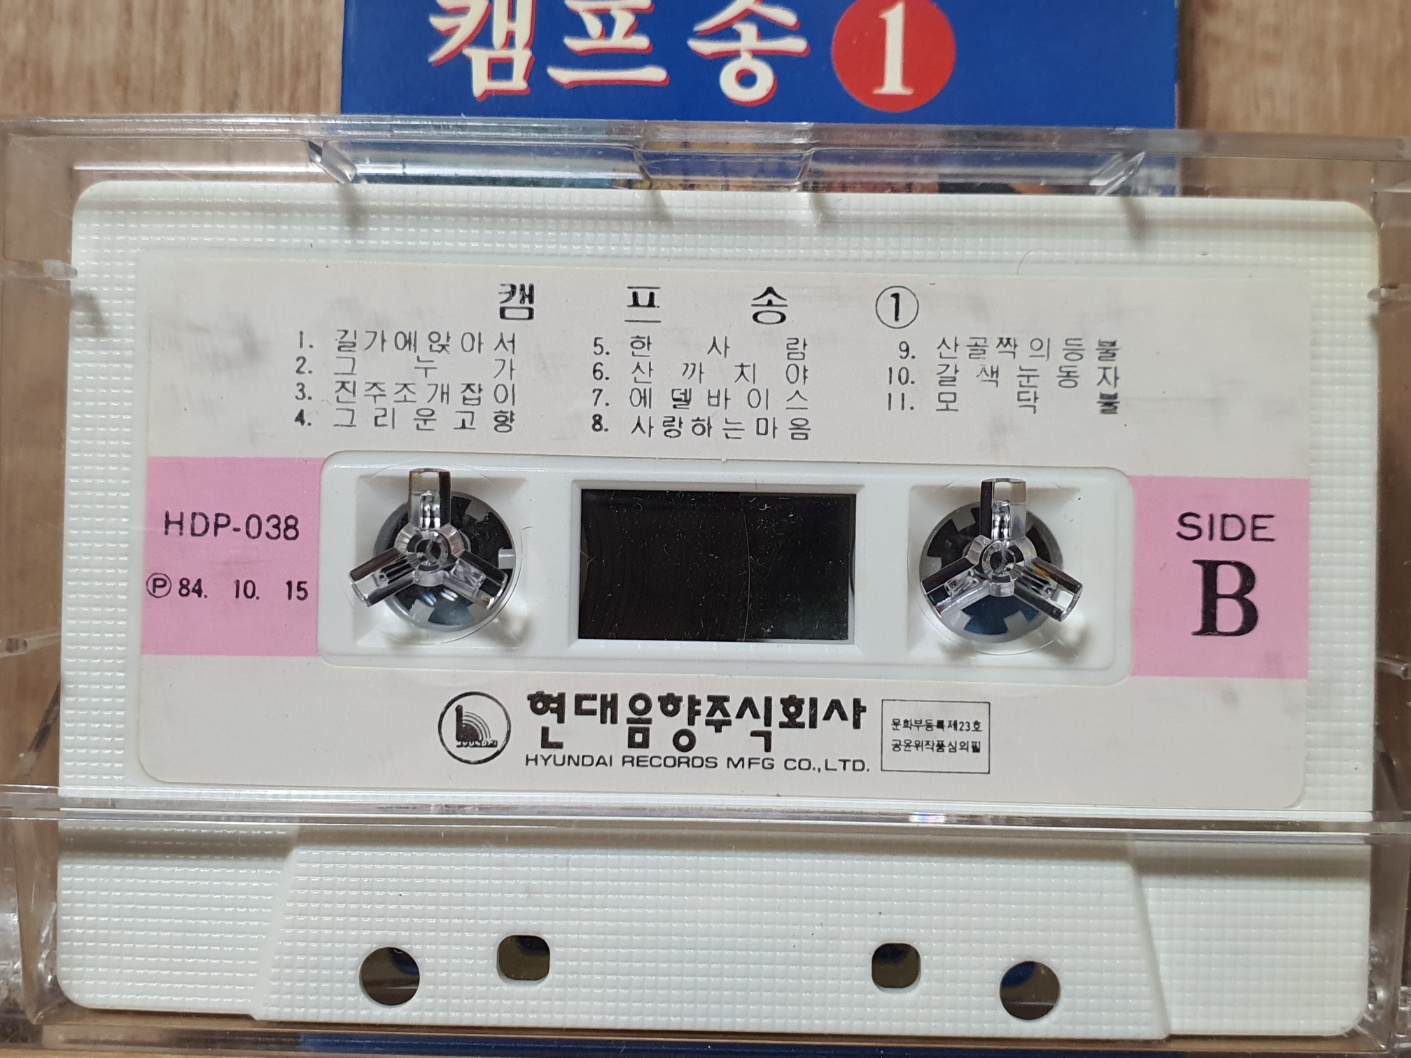 캠프송 1
캠 프 송 ①
1. 길가에앉아서
2. 그 누 가
3. 진주조개잡이
4. 그리운고향
5. 한 사 람
6. 산 까 치 야
7. 에델바이스
8. 사랑하는마음
9. 산골짝의등불
10. 갈색눈동자
11. 모 닥 불
HDP-038
Ⓟ 84. 10. 15
SIDE
B
HYUNDAI
현대음향주식회사
HYUNDAI RECORDS MFG CO.,LTD.
문화부등록제23호
공윤위작품심의필